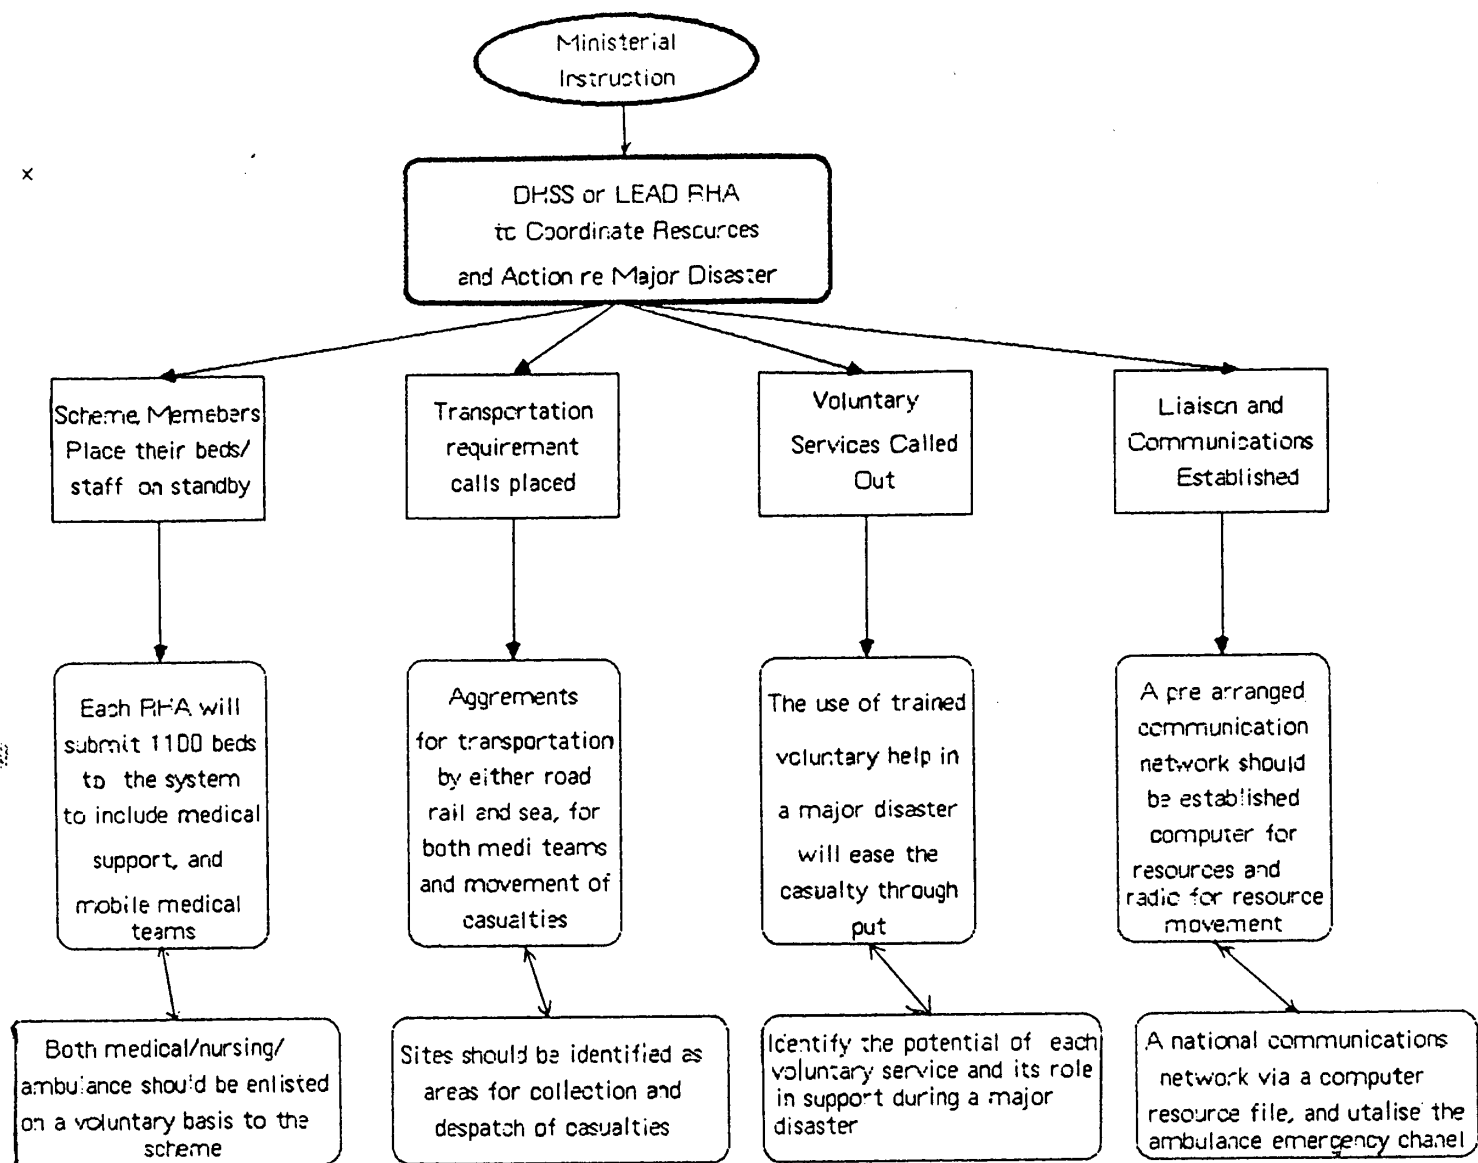 Ministerial
Instruction
DHSS or LEAD RHA
to Coordinate Resources
and Action re Major Disaster
Scheme Memebers
Place their beds/
staff on standby
Transportation
requirement
calls placed
Voluntary
Services Called
Out
Liaison and
Communications
Established
Each RHA will
submit 1100 beds
to the system
to include medical
support, and
mobile medical
teams
Aggrements
for transportation
by either road
rail and sea, for
both medi teams
and movement of
casualties
The use of trained
voluntary help in
a major disaster
will ease the
casualty through
put
A pre arranged
communication
network should
be established
computer for
resources and
radio for resource
movement
Both medical/nursing/
ambulance should be enlisted
on a voluntary basis to the
scheme
Sites should be identified as
areas for collection and
despatch of casualties
Identify the potential of each
voluntary service and its role
in support during a major
disaster
A national communications
network via a computer
resource file, and utalise the
ambulance emergency chanel